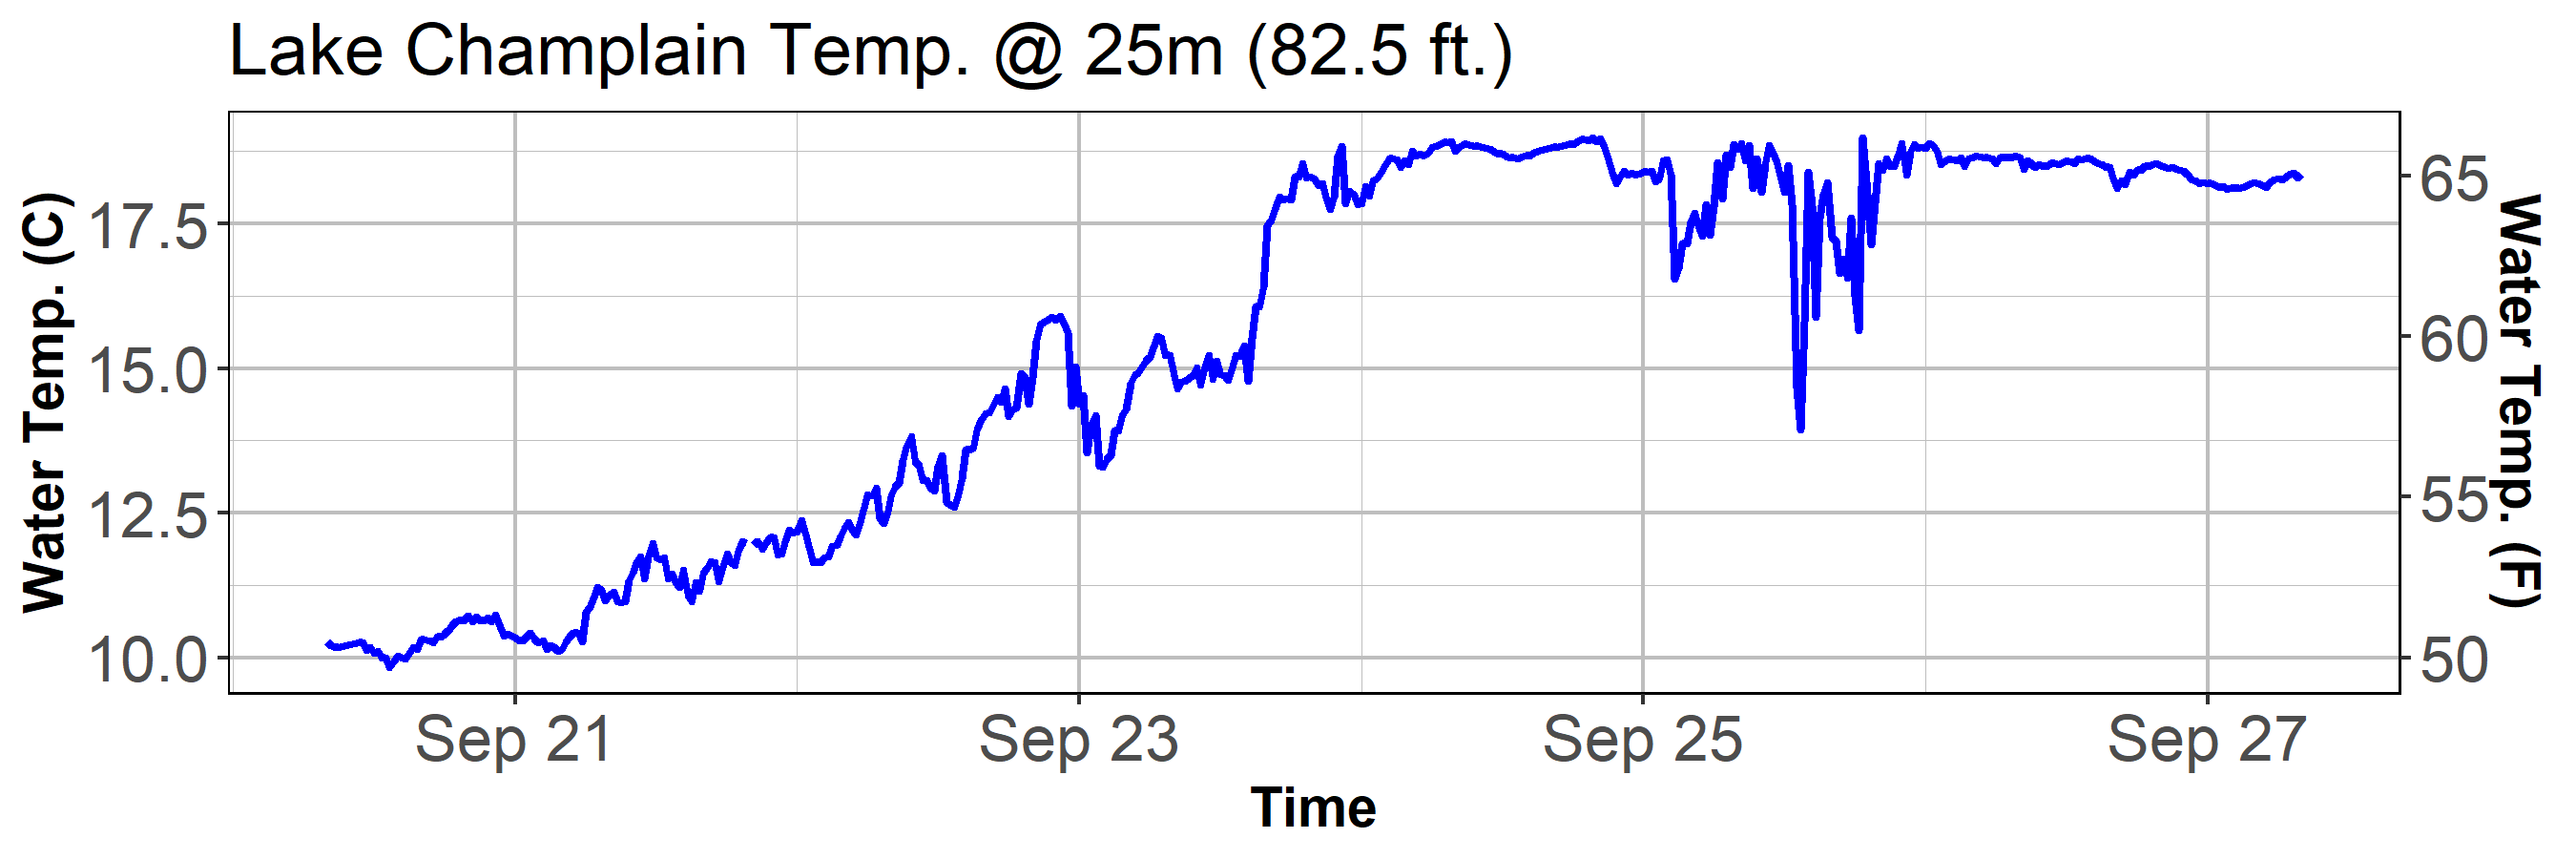 Lake Champlain Temp. @ 25m (82.5 ft.)
Water Temp. (C)
17.5
15.0
12.5
10.0
65
60
55
50
Water Temp. (F)
Sep 21
Sep 23
Sep 25
Sep 27
Time